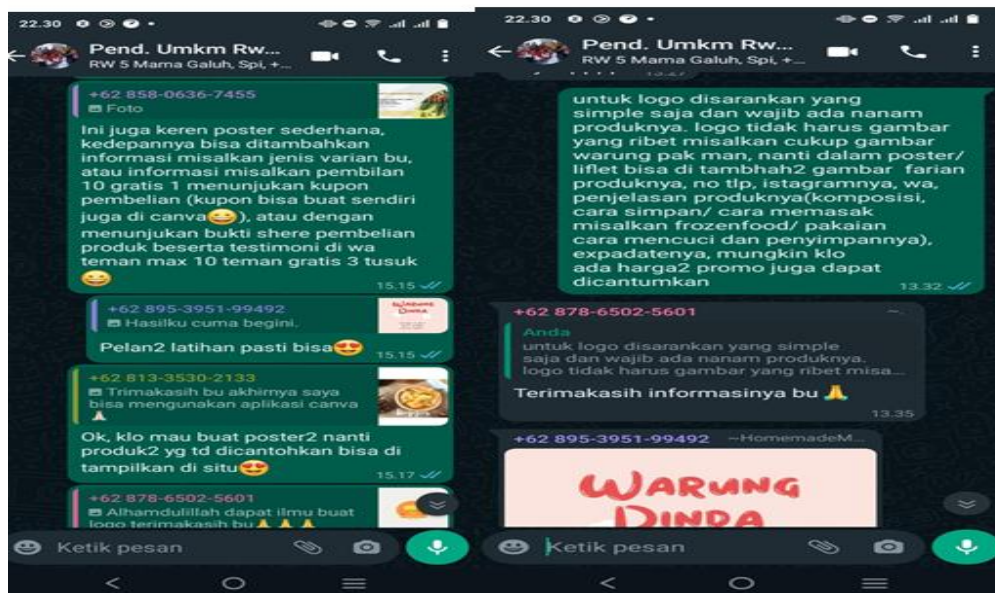 22.30
Pend. Umkm Rw...
RW 5 Mama Galuh, Spi, +...
+62 858-0636-7455
Foto
Ini juga keren poster sederhana,
kedepannya bisa ditambahkan
informasi misalkan jenis varian bu,
atau informasi misalkan pembilan
10 gratis 1 menunjukan kupon
pembelian (kupon bisa buat sendiri
juga di canva😄), atau dengan
menunjukan bukti shere pembelian
produk beserta testimoni di wa
teman max 10 teman gratis 3 tusuk
😄
15.15
+62 895-3951-99492
Hasilku cuma begini.
WARUNG
DINDA
Pelan2 latihan pasti bisa😍
15.15
+62 813-3530-2133
Trimakasih bu akhirnya saya
bisa mengunakan aplikasi canva
🙏
Ok, klo mau buat poster2 nanti
produk2 yg td dicantohkan bisa di
tampilkan di situ😍
15.17
+62 878-6502-5601
Alhamdulillah dapat ilmu buat
logo terimakasih bu🙏🙏🙏
Ketik pesan
22.30
Pend. Umkm Rw...
RW 5 Mama Galuh, Spi, +...
13.27
untuk logo disarankan yang
simple saja dan wajib ada nanam
produknya. logo tidak harus gambar
yang ribet misalkan cukup gambar
warung pak man, nanti dalam poster/
liflet bisa di tambhah2 gambar farian
produknya, no tlp, istagramnya, wa,
penjelasan produknya(komposisi,
cara simpan/ cara memasak
misalkan frozenfood/ pakaian
cara mencuci dan penyimpannya),
expadatenya, mungkin klo
ada harga2 promo juga dapat
dicantumkan
13.32
+62 878-6502-5601
Anda
untuk logo disarankan yang simple
saja dan wajib ada nanam produknya.
logo tidak harus gambar yang ribet misa...
Terimakasih informasinya bu 🙏
13.35
+62 895-3951-99492 ~HomemadeM...
WARUNG
DINDA
Ketik pesan